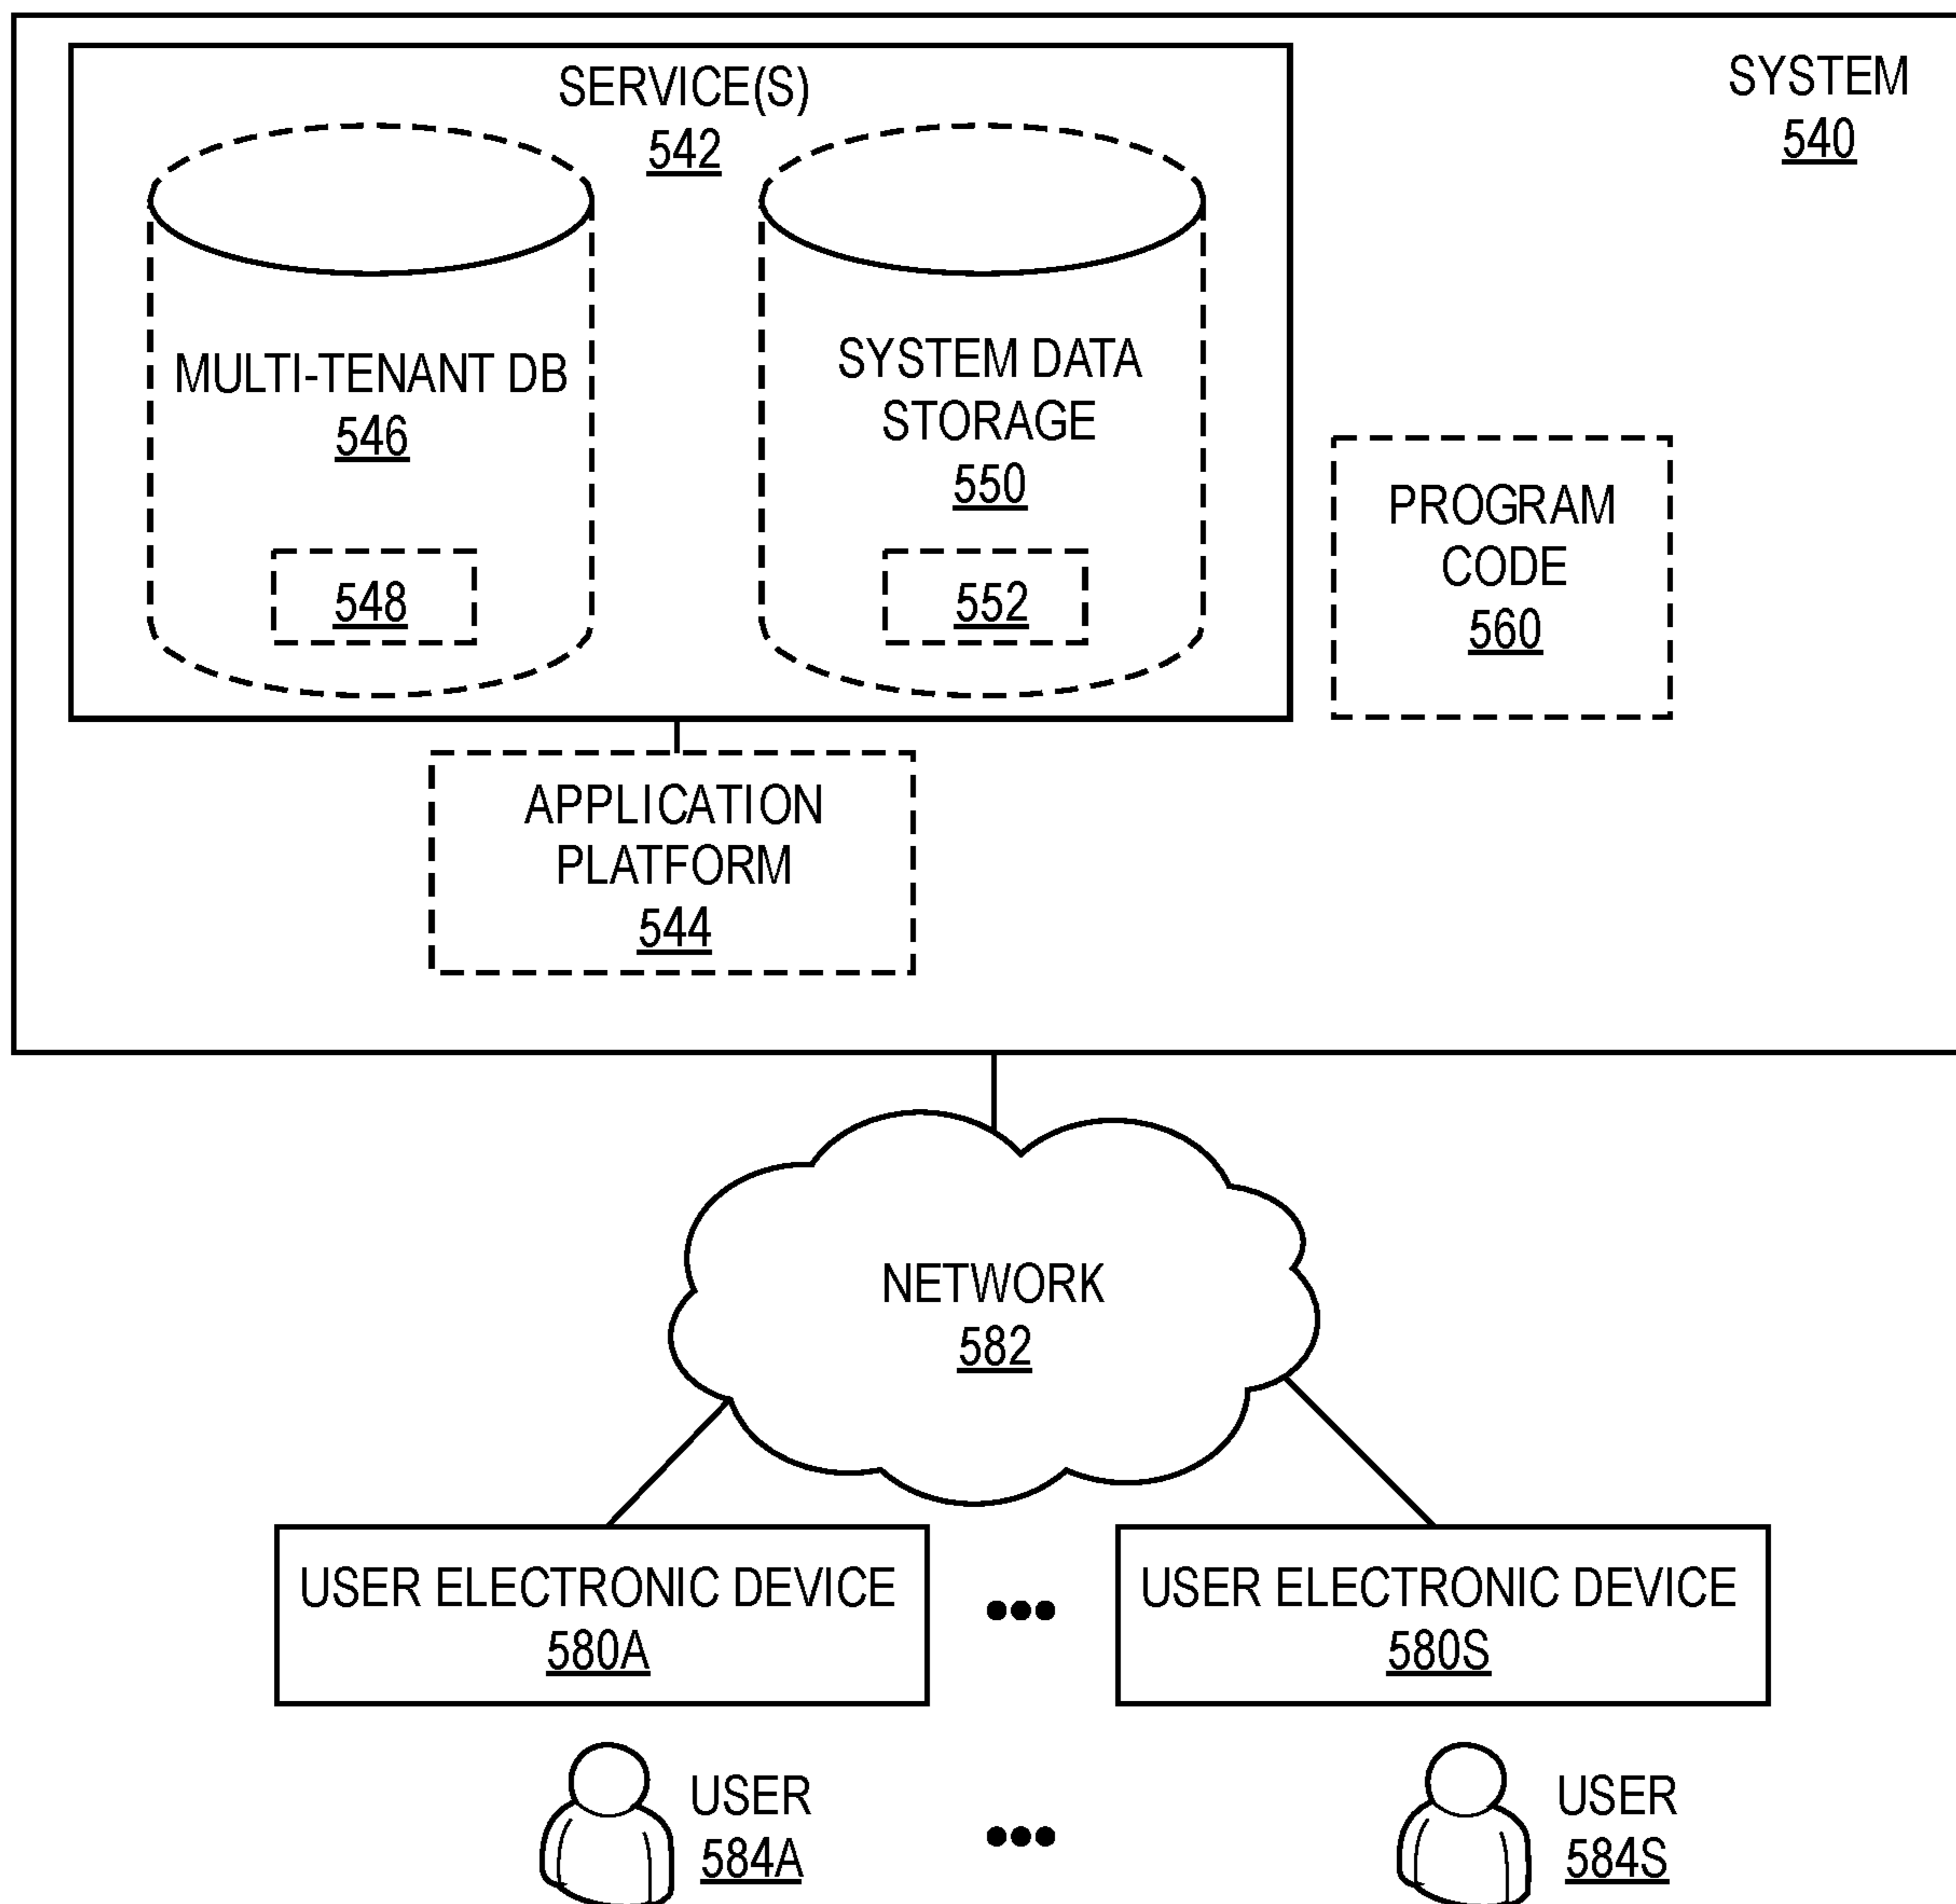 SERVICE(S)
542
SYSTEM
540
MULTI-TENANT DB
546
548
SYSTEM DATA
STORAGE
550
552
PROGRAM
CODE
560
APPLICATION
PLATFORM
544
NETWORK
582
USER ELECTRONIC DEVICE
580A
USER ELECTRONIC DEVICE
580S
USER
584A
USER
584S